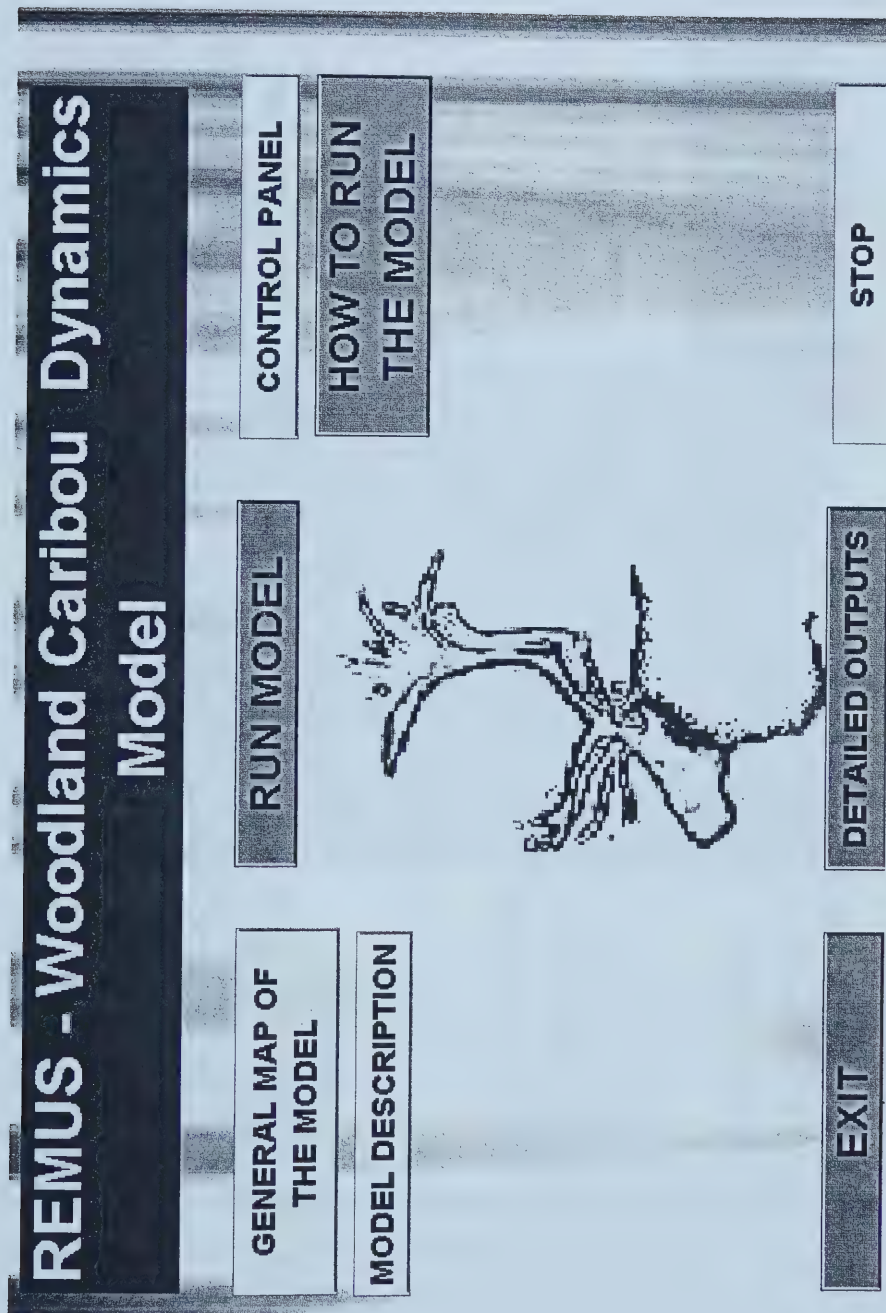 REMUS - Woodland Caribou Dynamics
Model
GENERAL MAP OF
THE MODEL
MODEL DESCRIPTION
RUN MODEL
CONTROL PANEL
HOW TO RUN
THE MODEL
EXIT
DETAILED OUTPUTS
STOP